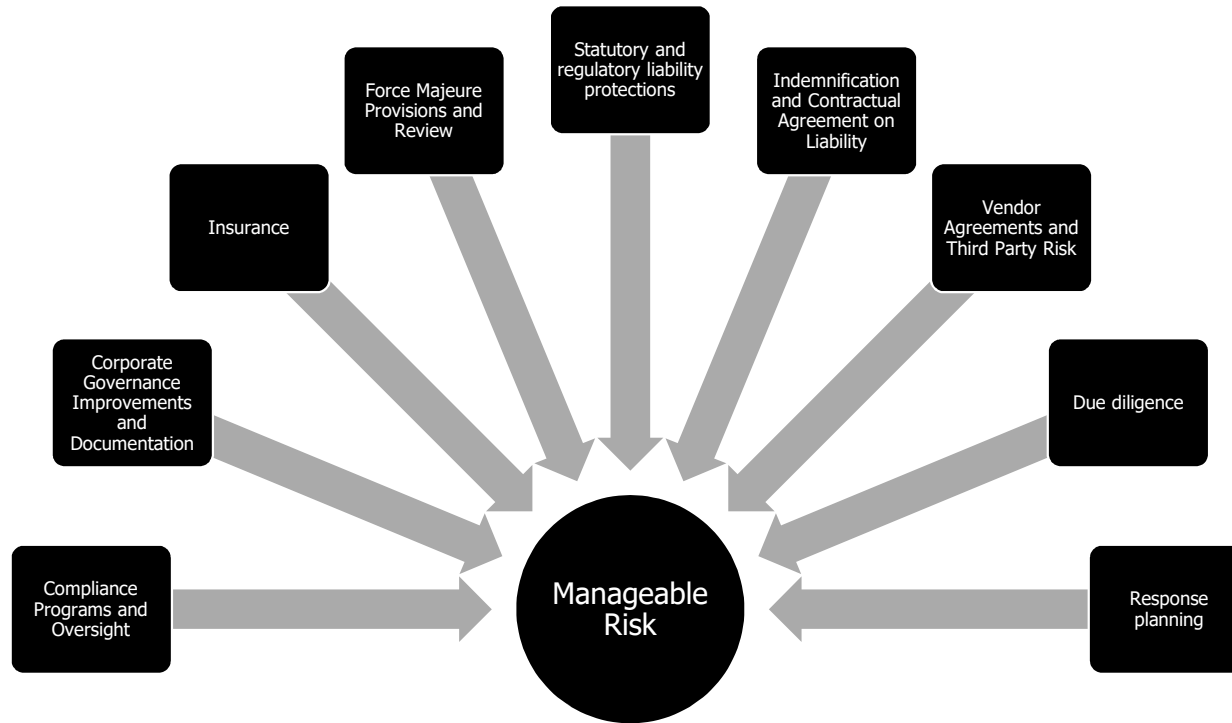 Statutory and
regulatory liability
protections
Force Majeure
Provisions and
Review
Indemnification
and Contractual
Agreement on
Liability
Insurance
Vendor
Agreements and
Third Party Risk
Corporate
Governance
Improvements
and
Documentation
Due diligence
Compliance
Programs and
Oversight
Manageable
Risk
Response
planning